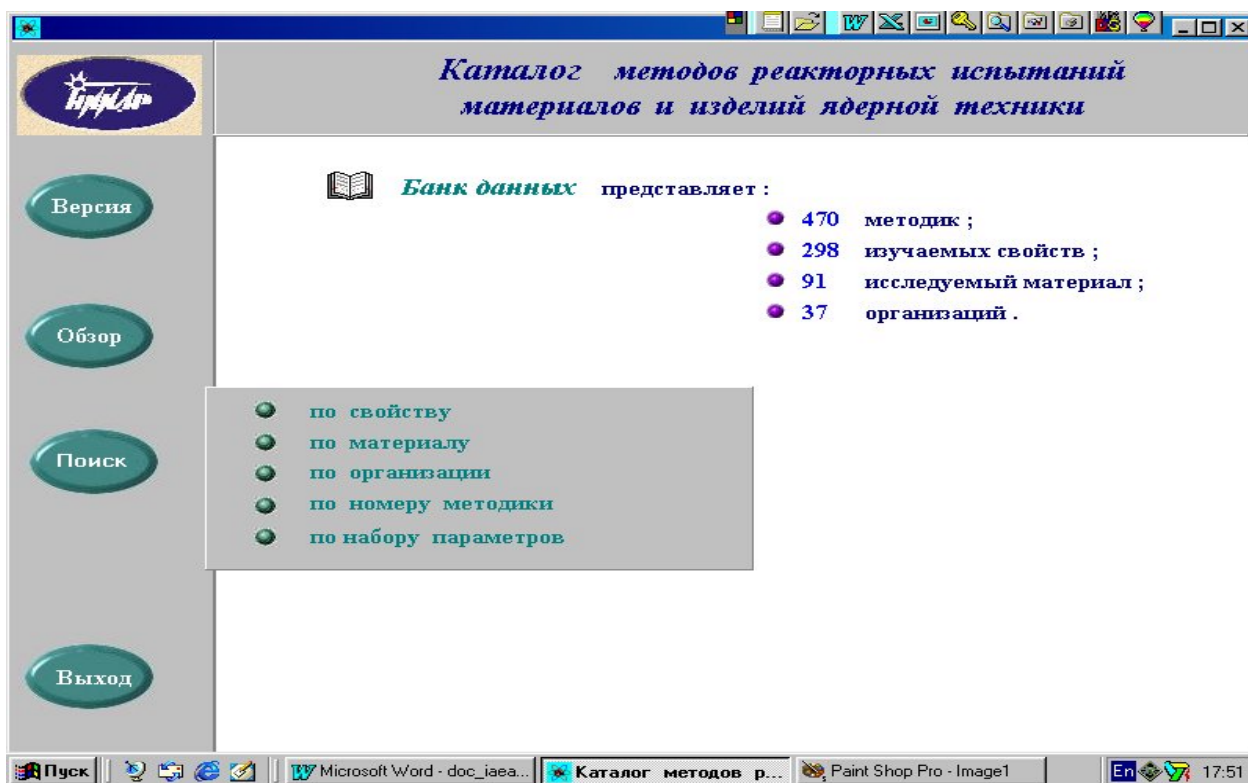 НИИАР
Каталог методов реакторных испытаний
материалов и изделий ядерной техники
Версия
Обзор
Поиск
Выход
Банк данных представляет :
470 методик ;
298 изучаемых свойств ;
91 исследуемый материал ;
37 организаций .
по свойству
по материалу
по организации
по номеру методики
по набору параметров
Пуск
Microsoft Word - doc_iaea...
Каталог методов р...
Paint Shop Pro - Image1
En
17:51